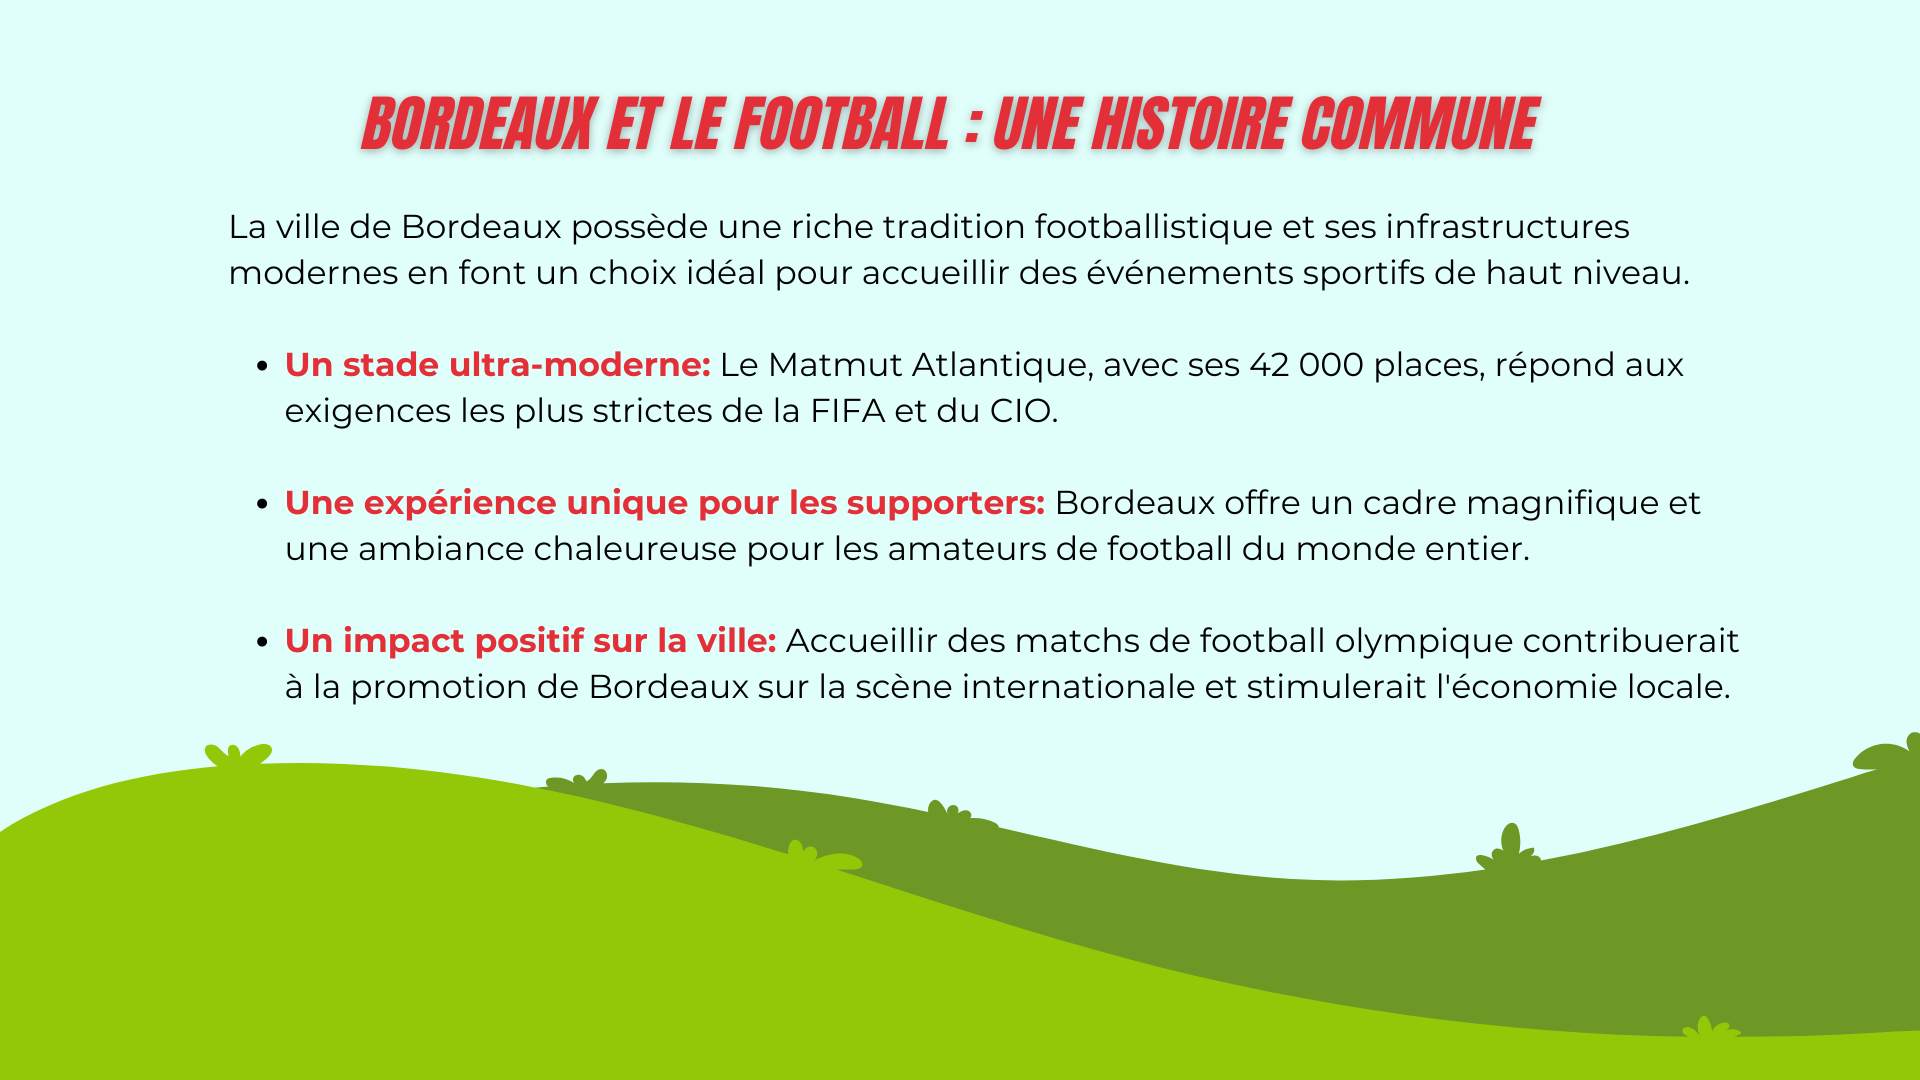 BORDEAUX ET LE FOOTBALL : UNE HISTOIRE COMMUNE
La ville de Bordeaux possède une riche tradition footballistique et ses infrastructures
modernes en font un choix idéal pour accueillir des événements sportifs de haut niveau.
• Un stade ultra-moderne: Le Matmut Atlantique, avec ses 42 000 places, répond aux
exigences les plus strictes de la FIFA et du CIO.
• Une expérience unique pour les supporters: Bordeaux offre un cadre magnifique et
une ambiance chaleureuse pour les amateurs de football du monde entier.
• Un impact positif sur la ville: Accueillir des matchs de football olympique contribuerait
à la promotion de Bordeaux sur la scène internationale et stimulerait l'économie locale.